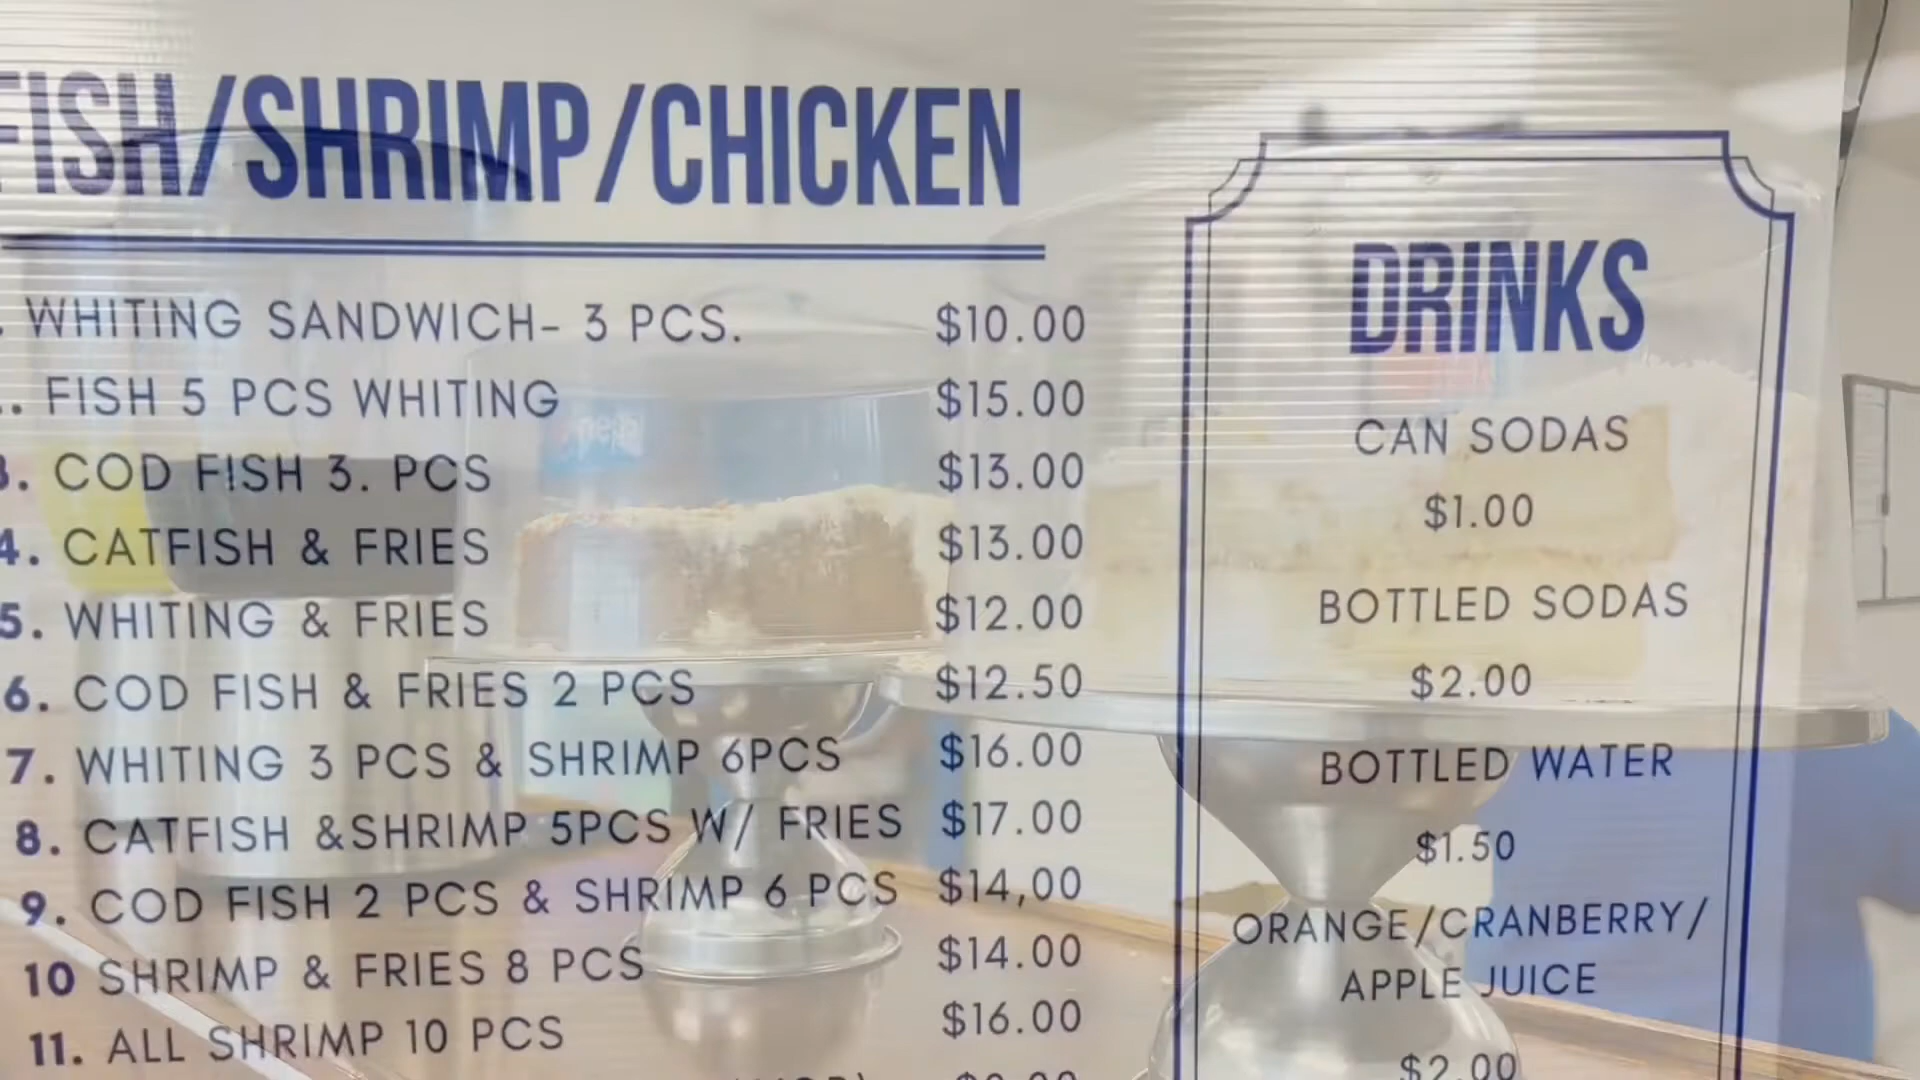 FISH/SHRIMP/CHICKEN
. WHITING SANDWICH- 3 PCS. $10.00
. FISH 5 PCS WHITING $15.00
3. COD FISH 3. PCS $13.00
4. CATFISH & FRIES $13.00
5. WHITING & FRIES $12.00
6. COD FISH & FRIES 2 PCS $12.50
7. WHITING 3 PCS & SHRIMP 6PCS $16.00
8. CATFISH &SHRIMP 5PCS W/ FRIES $17.00
9. COD FISH 2 PCS & SHRIMP 6 PCS $14,00
10 SHRIMP & FRIES 8 PCS $14.00
11. ALL SHRIMP 10 PCS $16.00
DRINKS
CAN SODAS
$1.00
BOTTLED SODAS
$2.00
BOTTLED WATER
$1.50
ORANGE/CRANBERRY/
APPLE JUICE
$2.00